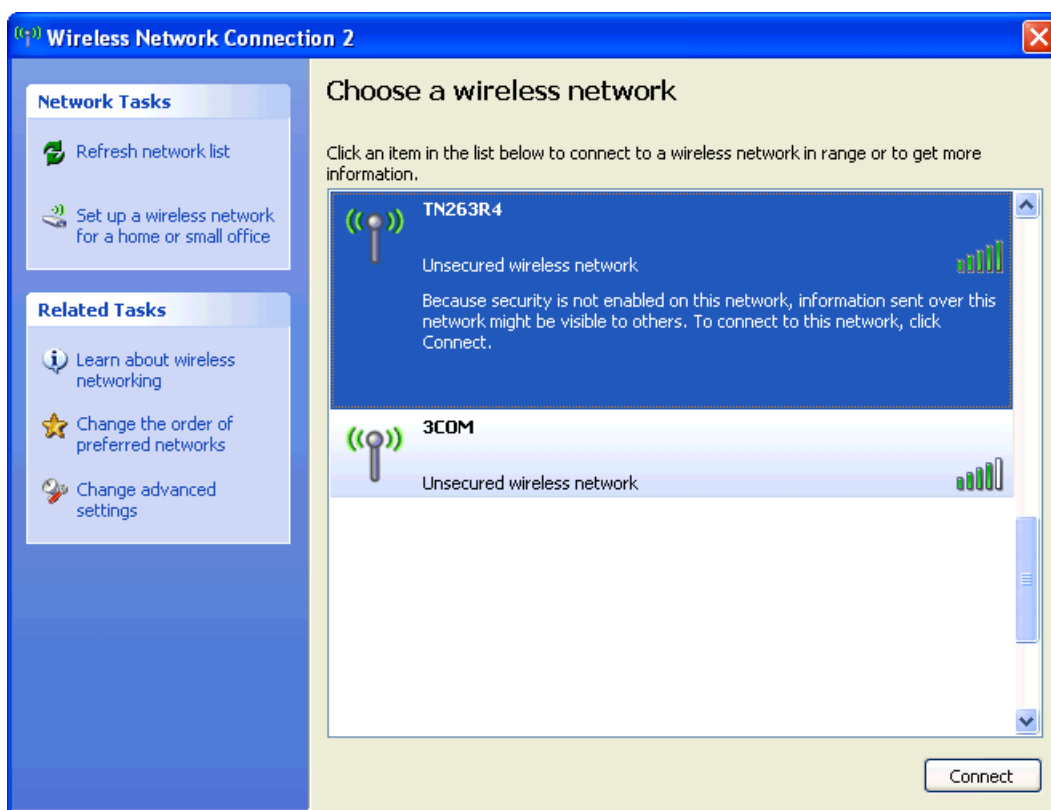 Wireless Network Connection 2
Network Tasks
Refresh network list
Set up a wireless network
for a home or small office
Related Tasks
Learn about wireless
networking
Change the order of
preferred networks
Change advanced
settings
Choose a wireless network
Click an item in the list below to connect to a wireless network in range or to get more
information.
TN263R4
Unsecured wireless network
Because security is not enabled on this network, information sent over this
network might be visible to others. To connect to this network, click
Connect.
3COM
Unsecured wireless network
Connect